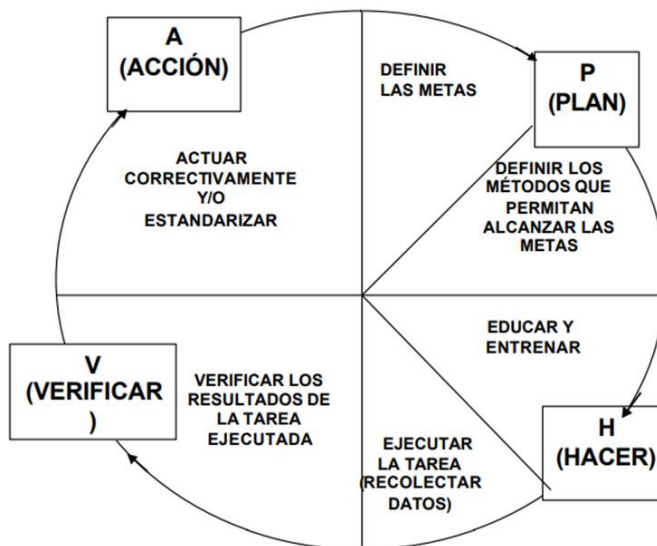 A
(ACCIÓN)
DEFINIR
LAS METAS
P
(PLAN)
ACTUAR
CORRECTIVAMENTE
Y/O
ESTANDARIZAR
DEFINIR LOS
MÉTODOS QUE
PERMITAN
ALCANZAR LAS
METAS
EDUCAR Y
ENTRENAR
V
(VERIFICAR
)
VERIFICAR LOS
RESULTADOS DE
LA TAREA
EJECUTADA
EJECUTAR
LA TAREA
(RECOLECTAR
DATOS)
H
(HACER)